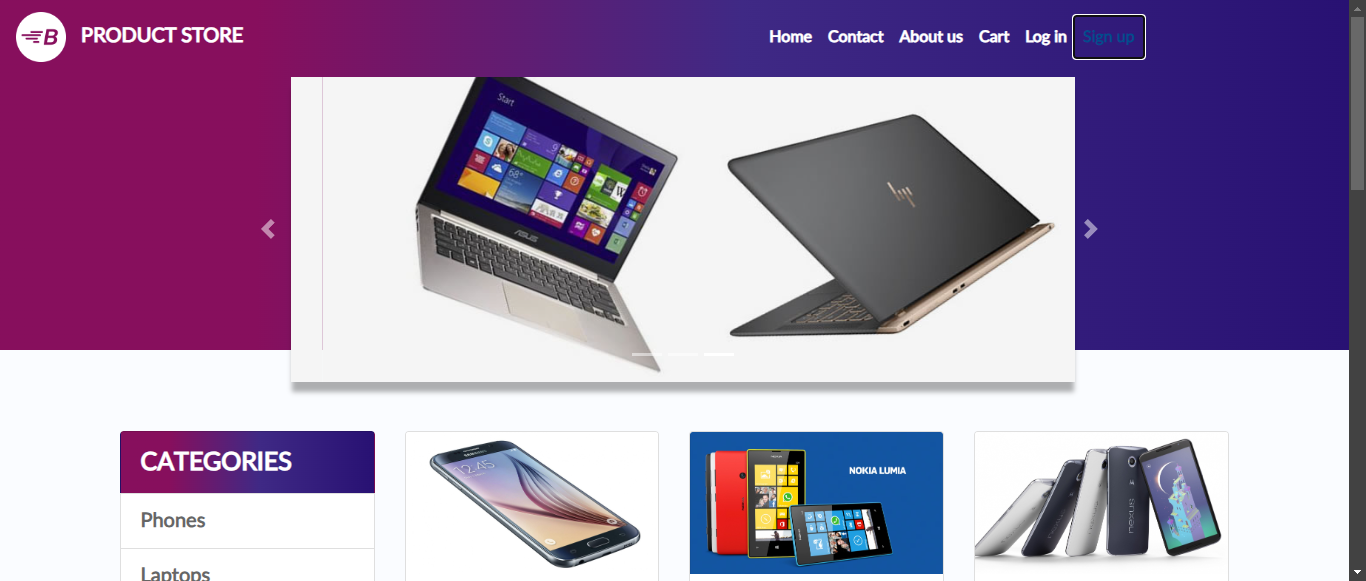 B PRODUCT STORE
Home Contact About us Cart Log in Sign up
Start
ASUS
hp
CATEGORIES
Phones
Laptops
12:45
NOKIA LUMIA
nexus